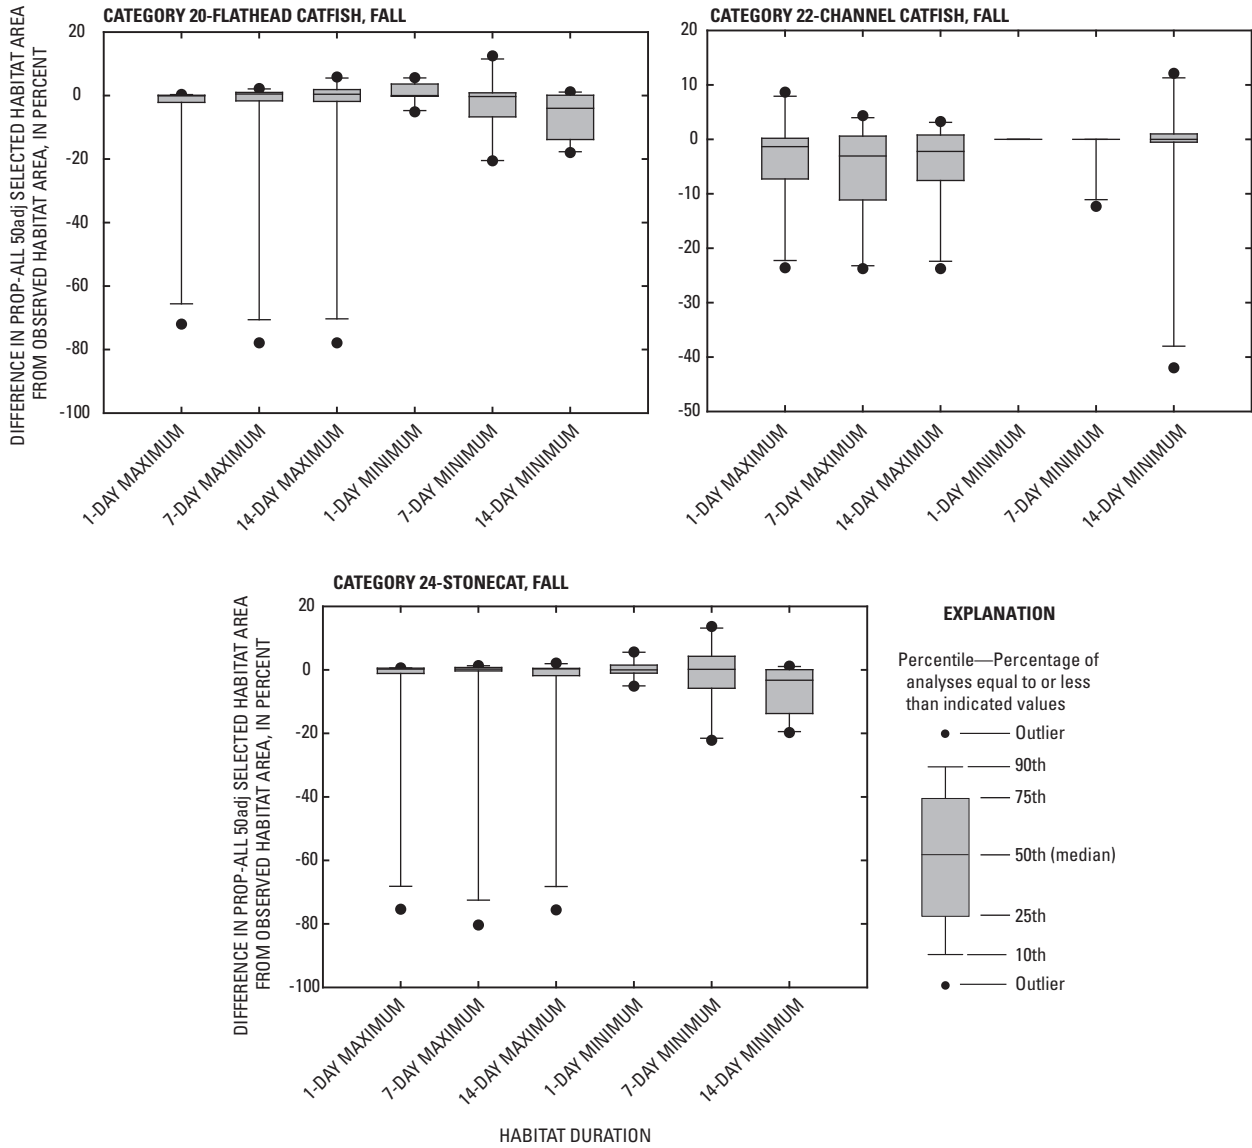 CATEGORY 20-FLATHEAD CATFISH, FALL
DIFFERENCE IN PROP-ALL 50adj SELECTED HABITAT AREA
FROM OBSERVED HABITAT AREA, IN PERCENT
20
0
-20
-40
-60
-80
-100
1-DAY MAXIMUM
7-DAY MAXIMUM
14-DAY MAXIMUM
1-DAY MINIMUM
7-DAY MINIMUM
14-DAY MINIMUM
CATEGORY 22-CHANNEL CATFISH, FALL
20
10
0
-10
-20
-30
-40
-50
1-DAY MAXIMUM
7-DAY MAXIMUM
14-DAY MAXIMUM
1-DAY MINIMUM
7-DAY MINIMUM
14-DAY MINIMUM
CATEGORY 24-STONECAT, FALL
DIFFERENCE IN PROP-ALL 50adj SELECTED HABITAT AREA
FROM OBSERVED HABITAT AREA, IN PERCENT
20
0
-20
-40
-60
-80
-100
1-DAY MAXIMUM
7-DAY MAXIMUM
14-DAY MAXIMUM
1-DAY MINIMUM
7-DAY MINIMUM
14-DAY MINIMUM
HABITAT DURATION
EXPLANATION
Percentile—Percentage of
analyses equal to or less
than indicated values
Outlier
90th
75th
50th (median)
25th
10th
Outlier